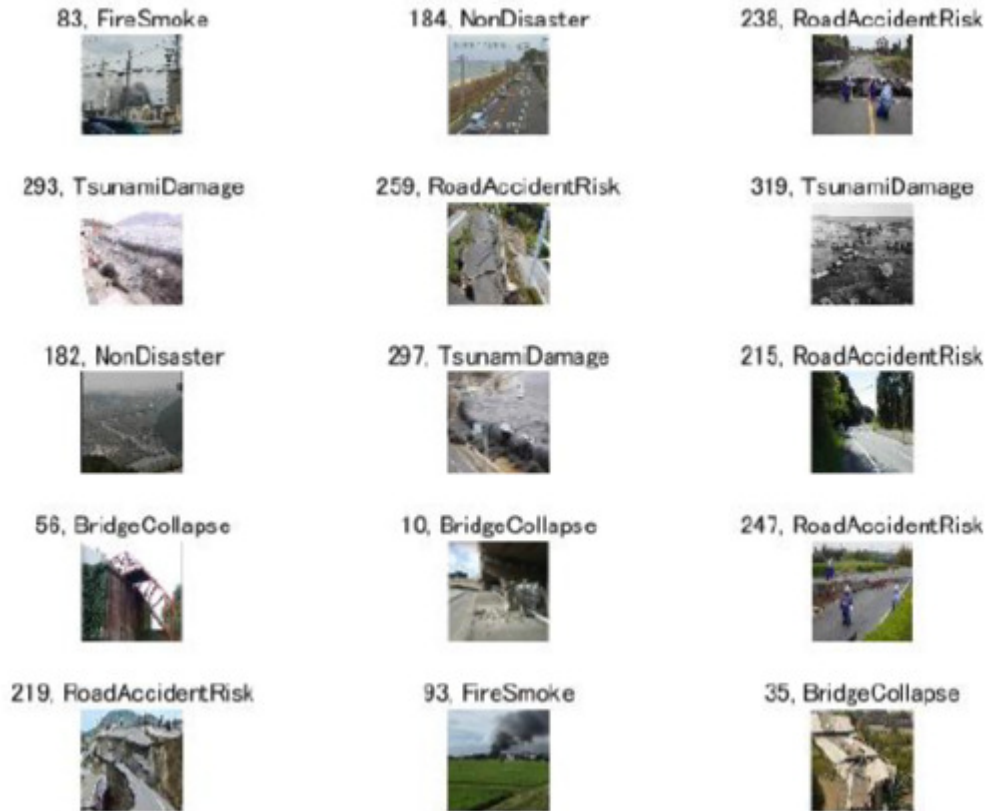 83, FireSmoke
184, NonDisaster
238, RoadAccidentRisk
293, TsunamiDamage
259, RoadAccidentRisk
319, TsunamiDamage
182, NonDisaster
297, TsunamiDamage
215, RoadAccidentRisk
56, BridgeCollapse
10, BridgeCollapse
247, RoadAccidentRisk
219, RoadAccidentRisk
93, FireSmoke
35, BridgeCollapse